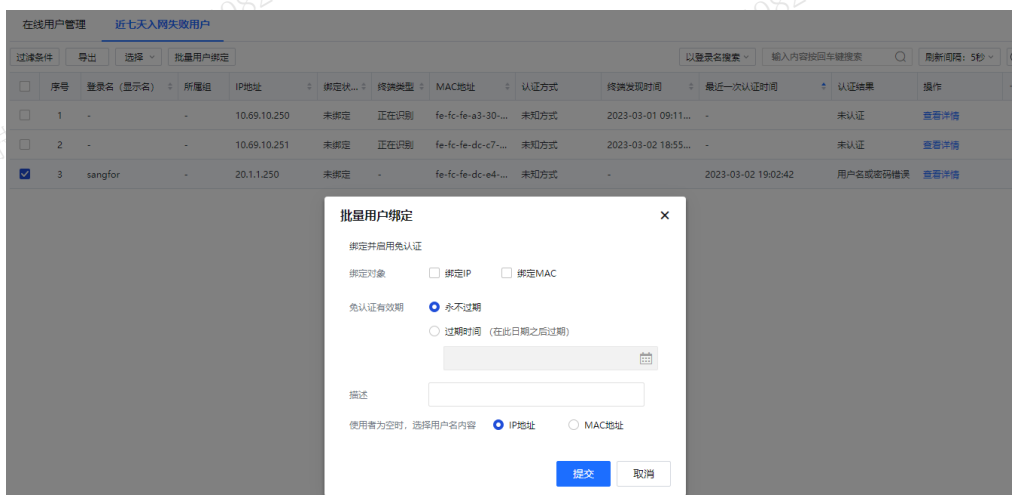 在线用户管理 近七天入网失败用户
过滤条件 导出 选择 批量用户绑定 以登录名搜索 输入内容按回车键搜索 刷新间隔：5秒
序号 登录名（显示名） 所属组 IP地址 绑定状... 终端类型 MAC地址 认证方式 终端发现时间 最近一次认证时间 认证结果 操作
1 - - 10.69.10.250 未绑定 正在识别 fe-fc-fe-a3-30-... 未知方式 2023-03-01 09:11... - 未认证 查看详情
2 - - 10.69.10.251 未绑定 正在识别 fe-fc-fe-dc-c7-... 未知方式 2023-03-02 18:55... - 未认证 查看详情
3 sangfor - 20.1.1.250 未绑定 - fe-fc-fe-dc-e4-... 未知方式 - 2023-03-02 19:02:42 用户名或密码错误 查看详情
批量用户绑定
绑定并启用免认证
绑定对象 绑定IP 绑定MAC
免认证有效期 永不过期
过期时间 （在此日期之后过期）
描述
使用者为空时，选择用户名内容 IP地址 MAC地址
提交 取消